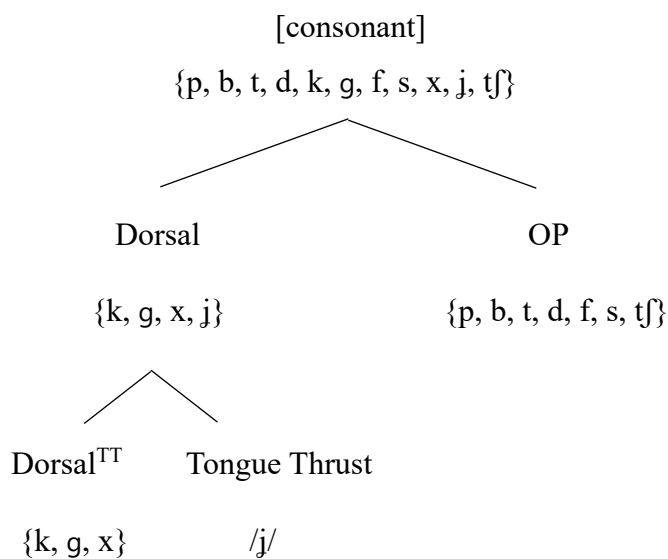 [consonant]
{p, b, t, d, k, ɡ, f, s, x, ʝ, tʃ}
Dorsal OP
{k, ɡ, x, ʝ} {p, b, t, d, f, s, tʃ}
Dorsalᵀᵀ Tongue Thrust
{k, ɡ, x} /ʝ/